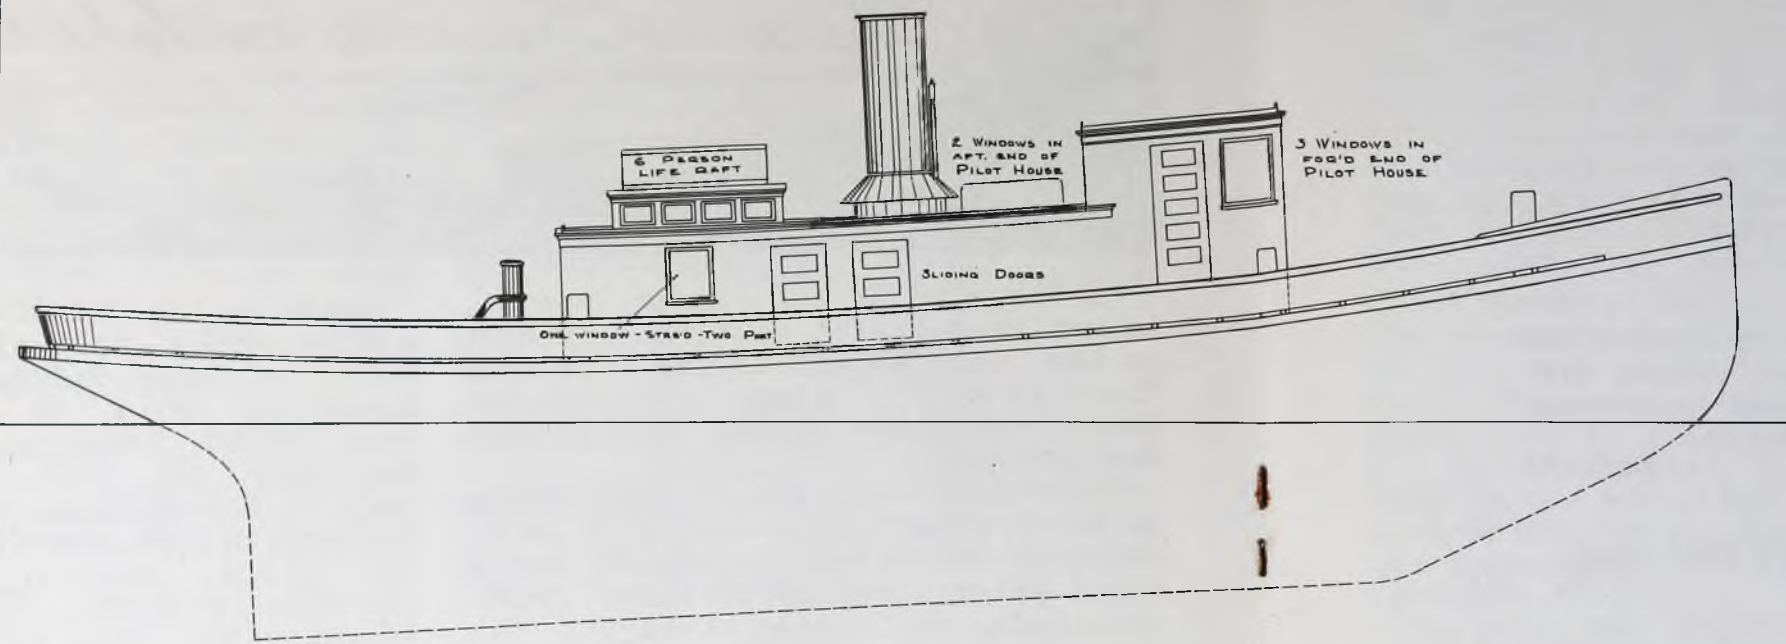 6 PERSON
LIFE RAFT
2 WINDOWS IN
AFT. END OF
PILOT HOUSE
3 WINDOWS IN
FOR'D END OF
PILOT HOUSE
SLIDING DOORS
ONE WINDOW - STRB'D - TWO PORT